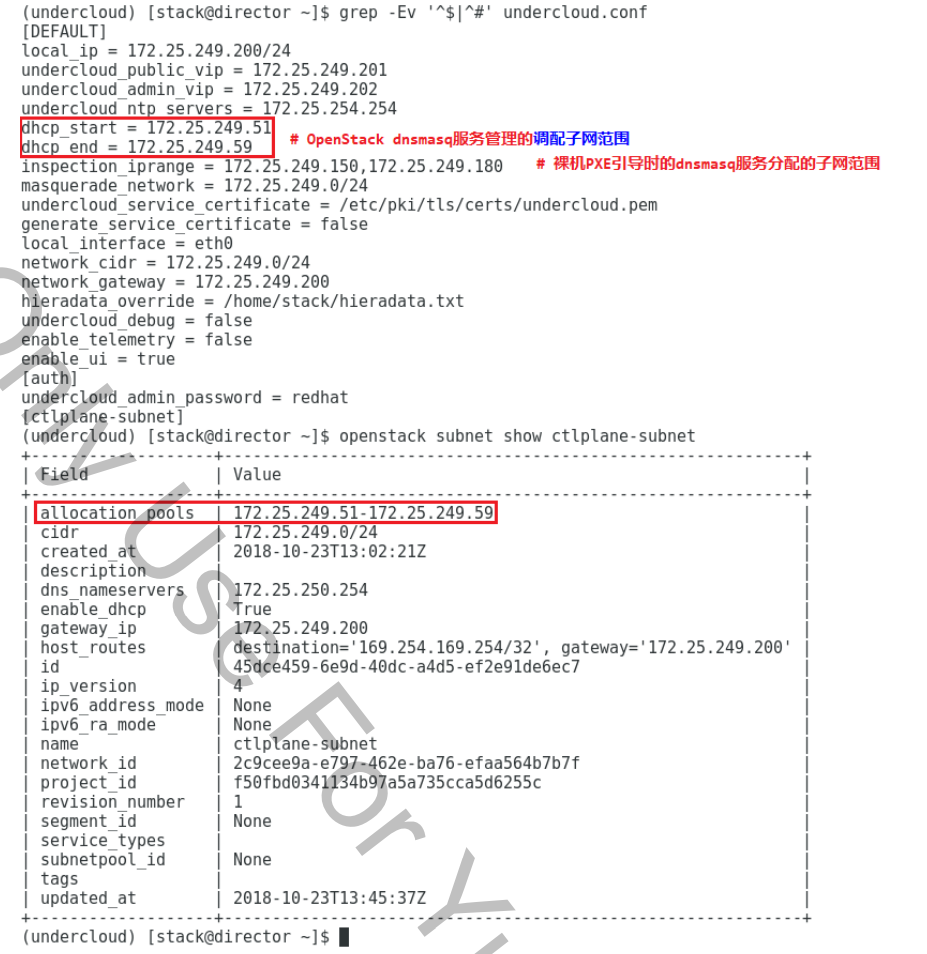 (undercloud) [stack@director ~]$ grep -Ev '^$|^#' undercloud.conf
[DEFAULT]
local_ip = 172.25.249.200/24
undercloud_public_vip = 172.25.249.201
undercloud_admin_vip = 172.25.249.202
undercloud_ntp_servers = 172.25.254.254
dhcp_start = 172.25.249.51
# OpenStack dnsmasq服务管理的调配子网范围
dhcp_end = 172.25.249.59
inspection_iprange = 172.25.249.150,172.25.249.180 # 裸机PXE引导时的dnsmasq服务分配的子网范围
masquerade_network = 172.25.249.0/24
undercloud_service_certificate = /etc/pki/tls/certs/undercloud.pem
generate_service_certificate = false
local_interface = eth0
network_cidr = 172.25.249.0/24
network_gateway = 172.25.249.200
hieradata_override = /home/stack/hieradata.txt
undercloud_debug = false
enable_telemetry = false
enable_ui = true
[auth]
undercloud_admin_password = redhat
[ctlplane-subnet]
(undercloud) [stack@director ~]$ openstack subnet show ctlplane-subnet
+-------------------+-------------------------------------------------------------+
| Field | Value |
+-------------------+-------------------------------------------------------------+
| allocation_pools | 172.25.249.51-172.25.249.59 |
| cidr | 172.25.249.0/24 |
| created_at | 2018-10-23T13:02:21Z |
| description | |
| dns_nameservers | 172.25.250.254 |
| enable_dhcp | True |
| gateway_ip | 172.25.249.200 |
| host_routes | destination='169.254.169.254/32', gateway='172.25.249.200' |
| id | 45dce459-6e9d-40dc-a4d5-ef2e91de6ec7 |
| ip_version | 4 |
| ipv6_address_mode | None |
| ipv6_ra_mode | None |
| name | ctlplane-subnet |
| network_id | 2c9cee9a-e797-462e-ba76-efaa564b7b7f |
| project_id | f50fbd0341134b97a5a735cca5d6255c |
| revision_number | 1 |
| segment_id | None |
| service_types | |
| subnetpool_id | None |
| tags | |
| updated_at | 2018-10-23T13:45:37Z |
+-------------------+-------------------------------------------------------------+
(undercloud) [stack@director ~]$
Only Use For Y